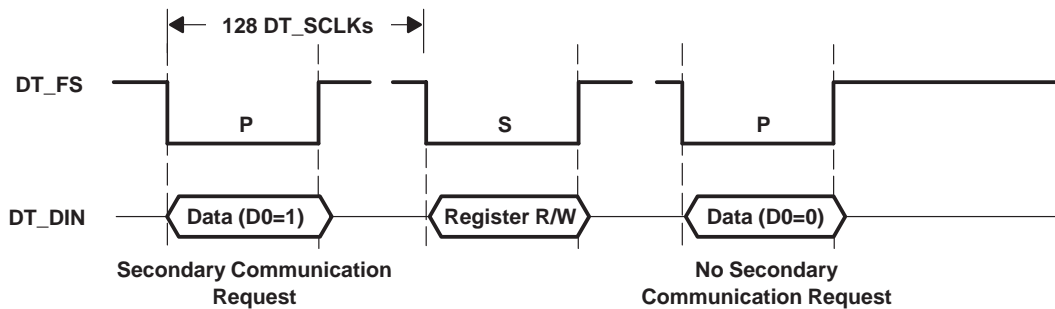 128 DT_SCLKs
DT_FS
P
S
P
DT_DIN
Data (D0=1)
Register R/W
Data (D0=0)
Secondary Communication
Request
No Secondary
Communication Request